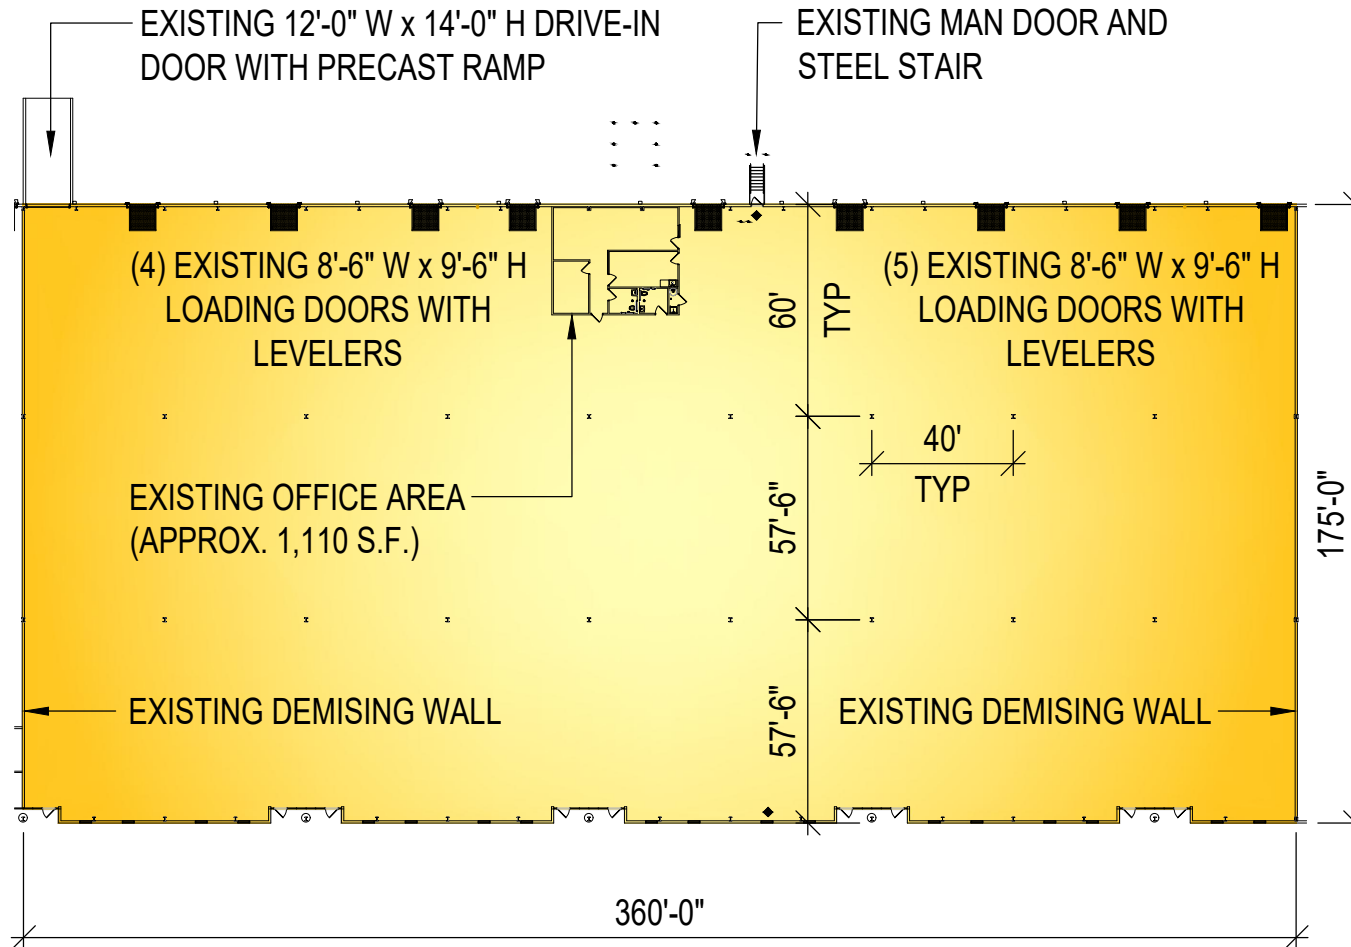 EXISTING 12'-0" W x 14'-0" H DRIVE-IN
DOOR WITH PRECAST RAMP
EXISTING MAN DOOR AND
STEEL STAIR
(4) EXISTING 8'-6" W x 9'-6" H
LOADING DOORS WITH
LEVELERS
(5) EXISTING 8'-6" W x 9'-6" H
LOADING DOORS WITH
LEVELERS
60'
TYP
40'
TYP
EXISTING OFFICE AREA
(APPROX. 1,110 S.F.)
57'-6"
175'-0"
57'-6"
EXISTING DEMISING WALL
EXISTING DEMISING WALL
360'-0"